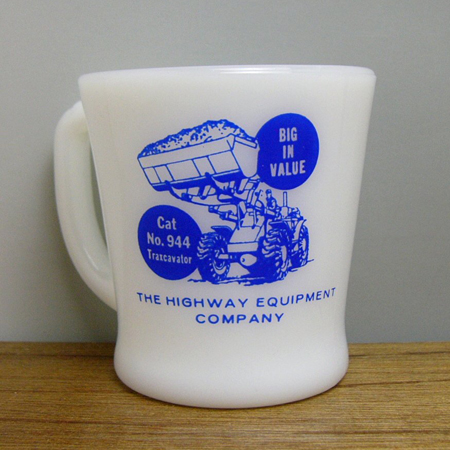 BIG
IN
VALUE
Cat
No. 944
Traxcavator
THE HIGHWAY EQUIPMENT
COMPANY